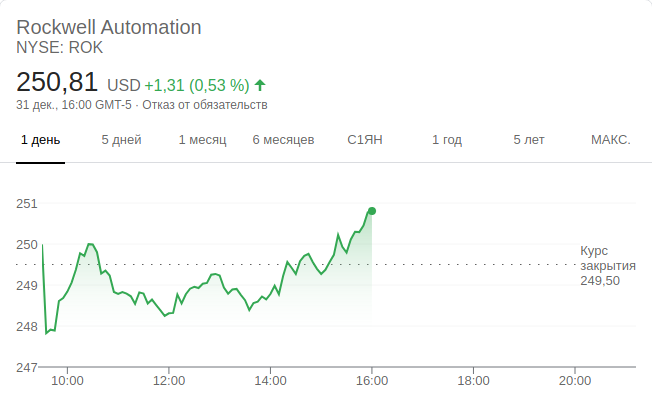 Rockwell Automation
NYSE: ROK
250,81 USD +1,31 (0,53 %)
31 дек., 16:00 GMT-5 · Отказ от обязательств
1 день 5 дней 1 месяц 6 месяцев С1ЯН 1 год 5 лет МАКС.
251
250
249
248
247
Курс
закрытия
249,50
10:00 12:00 14:00 16:00 18:00 20:00